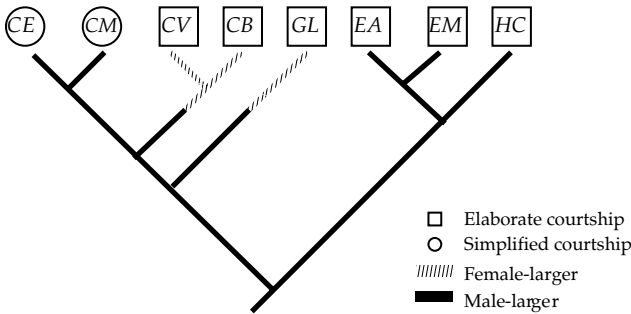 CE CM CV CB GL EA EM HC
Elaborate courtship
Simplified courtship
Female-larger
Male-larger